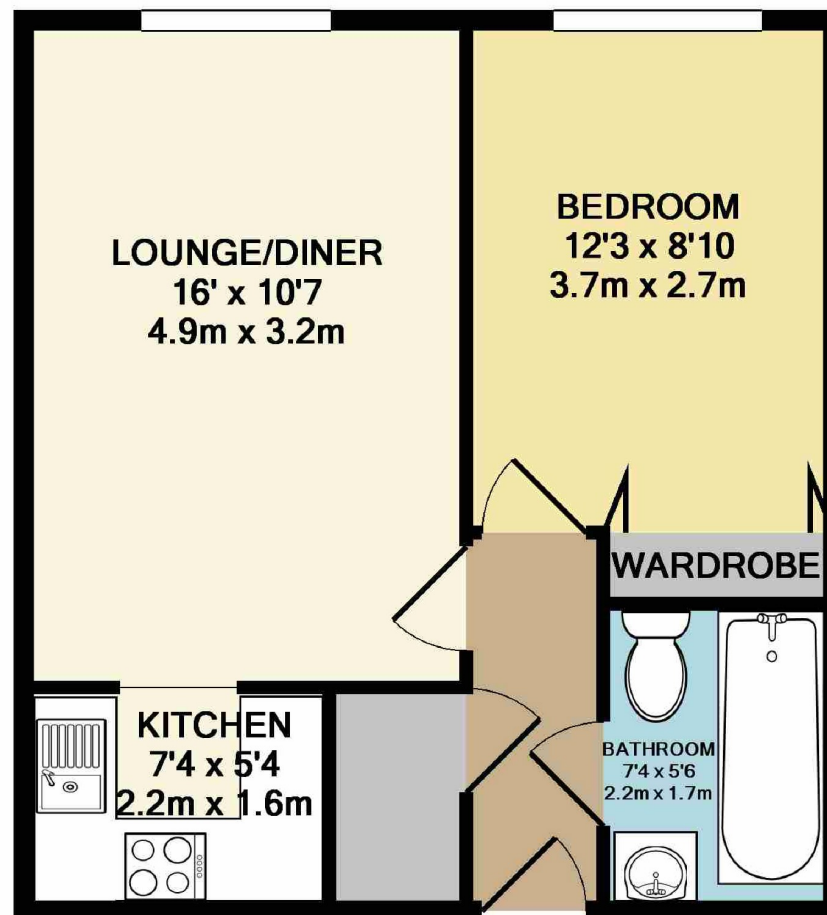 LOUNGE/DINER
16' x 10'7
4.9m x 3.2m
BEDROOM
12'3 x 8'10
3.7m x 2.7m
WARDROBE
KITCHEN
7'4 x 5'4
2.2m x 1.6m
BATHROOM
7'4 x 5'6
2.2m x 1.7m